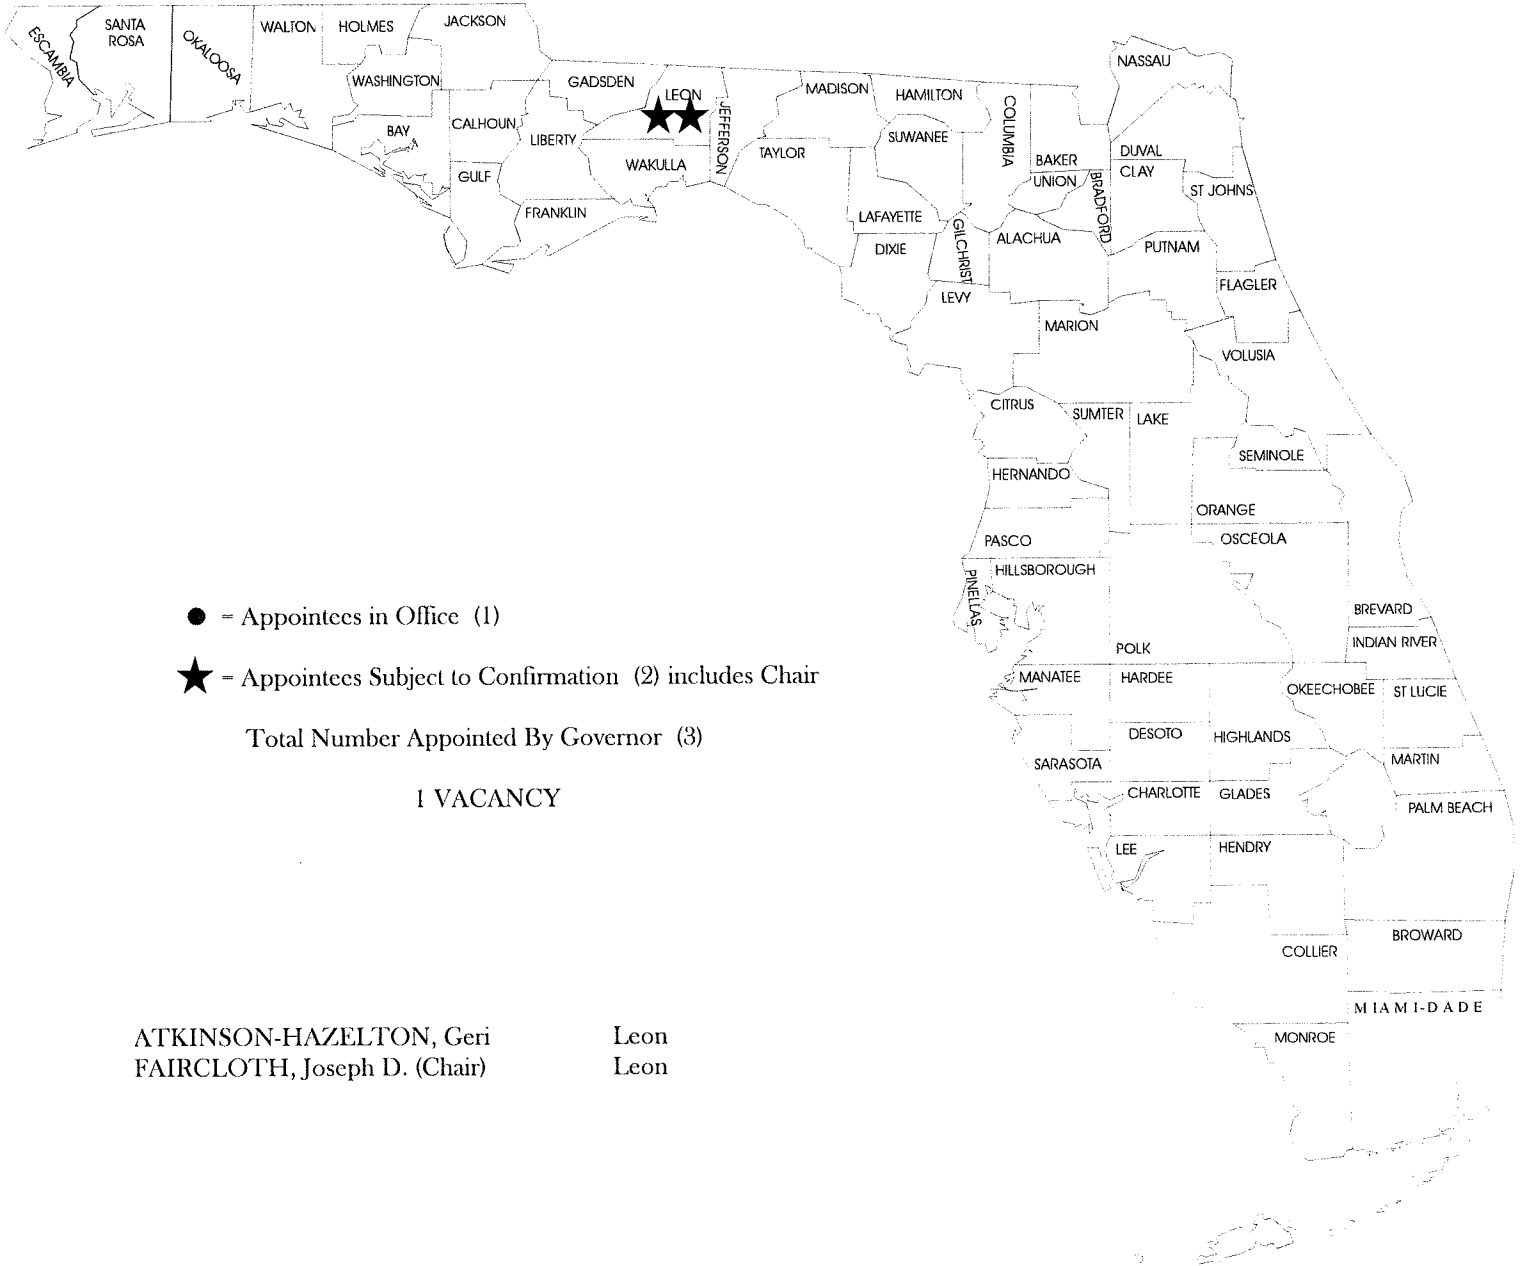 ESCAMBIA
SANTA
ROSA
OKALOOSA
WALTON
HOLMES
JACKSON
WASHINGTON
BAY
CALHOUN
GULF
GADSDEN
LIBERTY
FRANKLIN
LEON
WAKULLA
JEFFERSON
MADISON
TAYLOR
HAMILTON
SUWANEE
LAFAYETTE
DIXIE
COLUMBIA
GILCHRIST
LEVY
BAKER
UNION
BRADFORD
ALACHUA
NASSAU
DUVAL
CLAY
ST JOHNS
PUTNAM
FLAGLER
MARION
VOLUSIA
CITRUS
SUMTER
LAKE
SEMINOLE
HERNANDO
ORANGE
PASCO
OSCEOLA
HILLSBOROUGH
PINELLAS
BREVARD
INDIAN RIVER
POLK
MANATEE
HARDEE
OKEECHOBEE
ST LUCIE
DESOTO
HIGHLANDS
SARASOTA
MARTIN
CHARLOTTE
GLADES
PALM BEACH
LEE
HENDRY
COLLIER
BROWARD
MIAMI-DADE
MONROE
= Appointees in Office (1)
= Appointees Subject to Confirmation (2) includes Chair
Total Number Appointed By Governor (3)
1 VACANCY
ATKINSON-HAZELTON, Geri Leon
FAIRCLOTH, Joseph D. (Chair) Leon